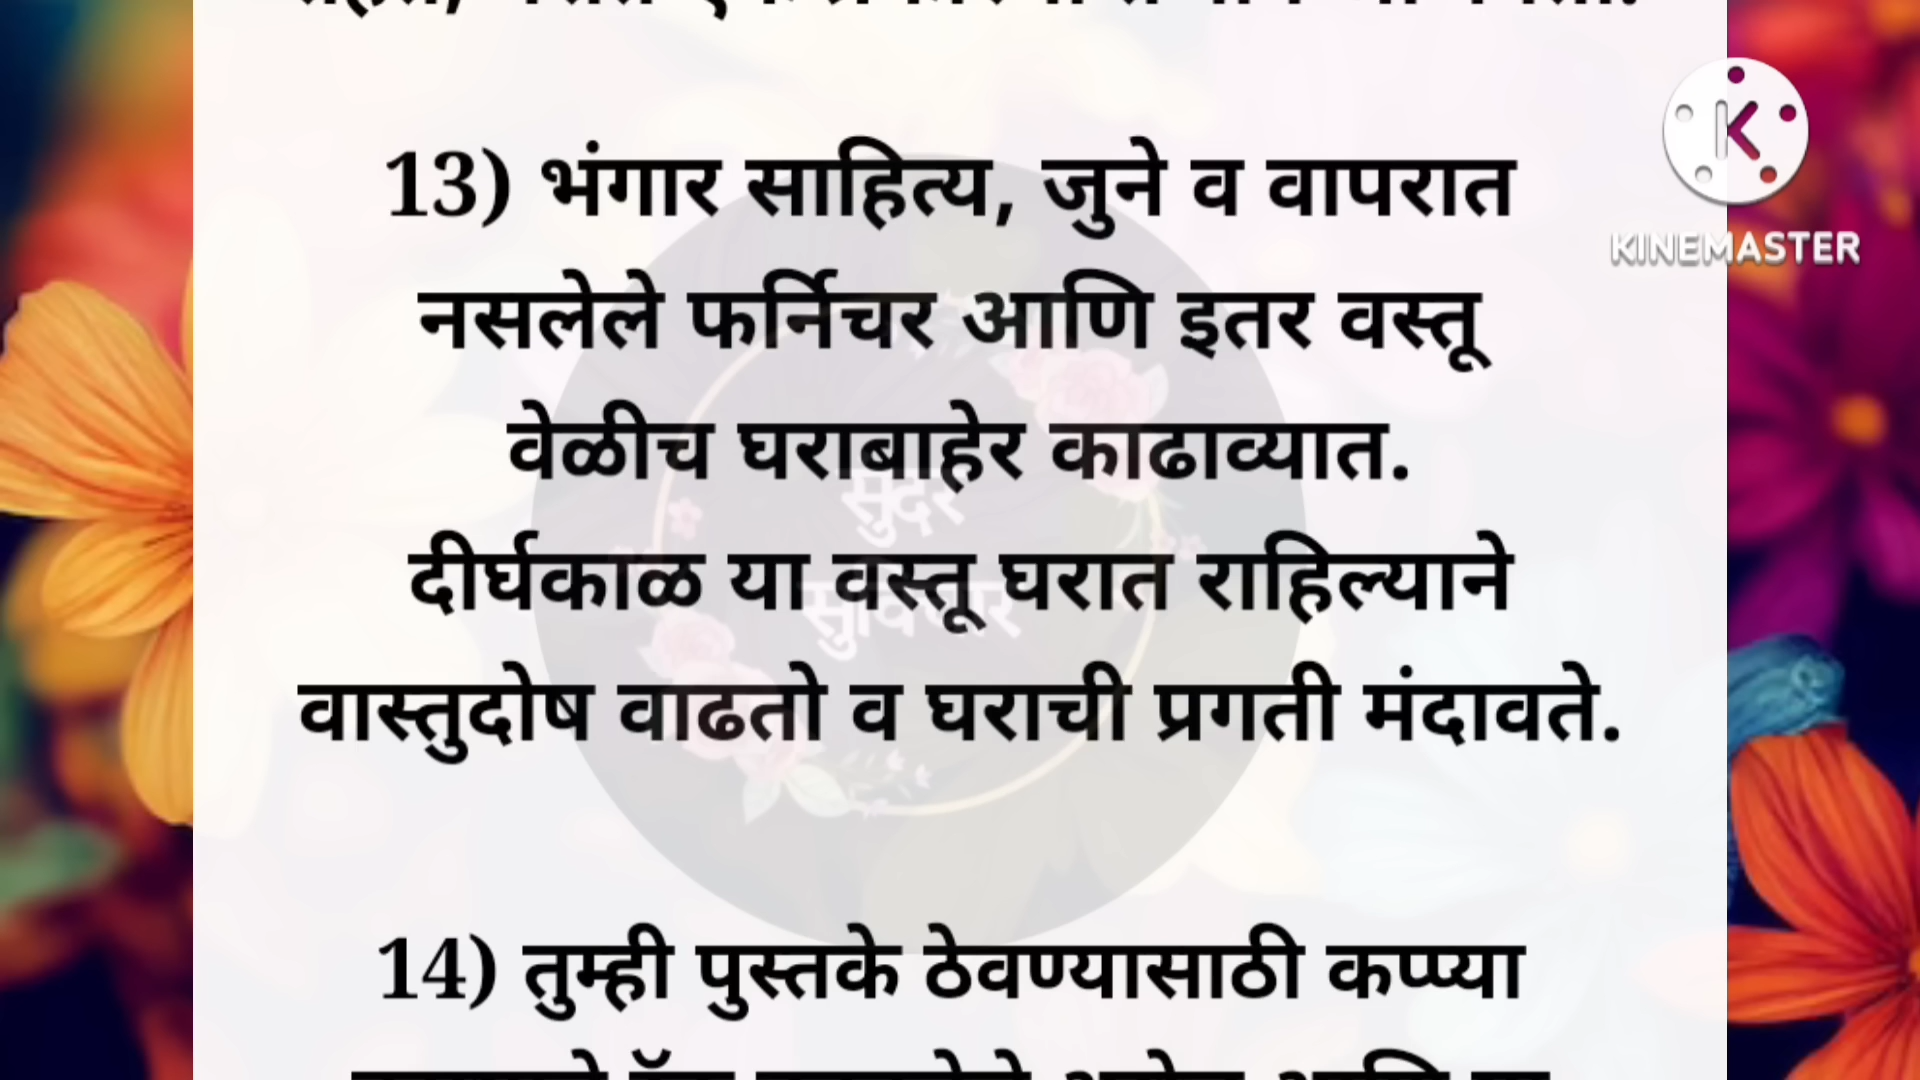 13) भंगार साहित्य, जुने व वापरात
नसलेले फर्निचर आणि इतर वस्तू
वेळीच घराबाहेर काढाव्यात.
दीर्घकाळ या वस्तू घरात राहिल्याने
वास्तुदोष वाढतो व घराची प्रगती मंदावते.
14) तुम्ही पुस्तके ठेवण्यासाठी कप्प्या
KINEMASTER
सुंदर
सुविचार